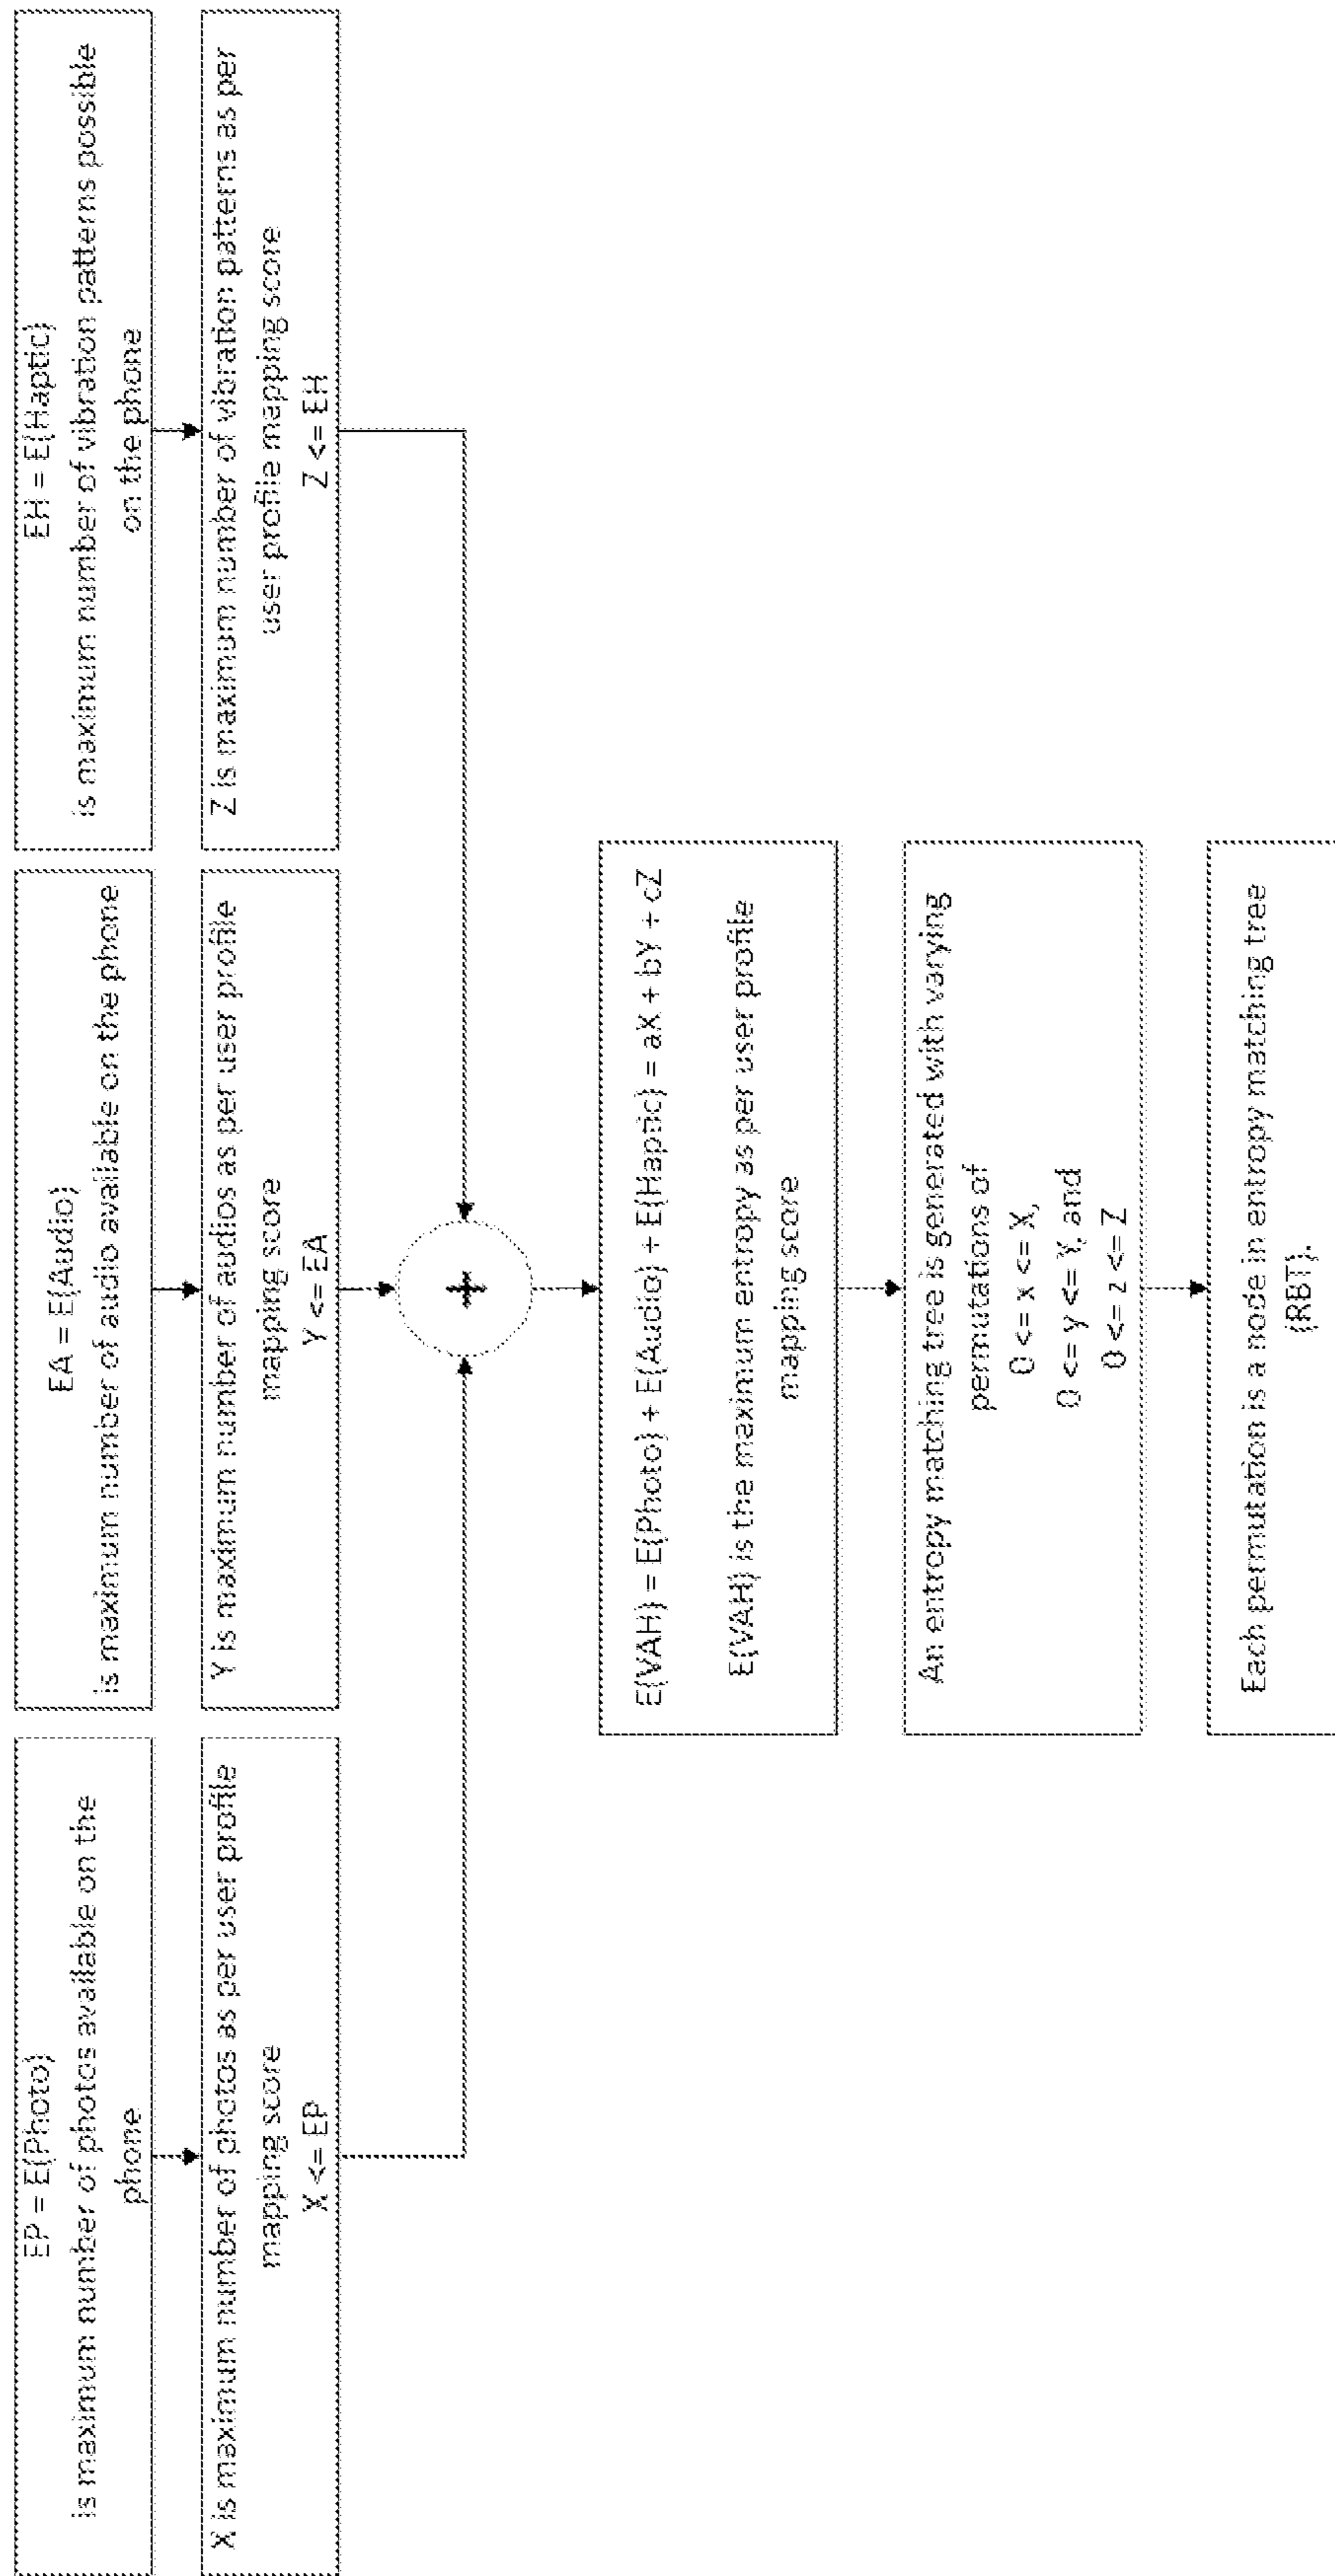 EP = E(Photo)
is maximum number of photos available on the
phone
EA = E(Audio)
is maximum number of audio available on the phone
EH = E(Haptic)
is maximum number of vibration patterns possible
on the phone
X is maximum number of photos as per user profile
mapping score
X <= EP
Y is maximum number of audios as per user profile
mapping score
Y <= EA
Z is maximum number of vibration patterns as per
user profile mapping score
Z <= EH
+
E(VAH) = E(Photo) + E(Audio) + E(Haptic) = aX + bY + cZ
E(VAH) is the maximum entropy as per user profile
mapping score
An entropy matching tree is generated with varying
permutations of
0 <= x <= X,
0 <= y <= Y, and
0 <= z <= Z
Each permutation is a node in entropy matching tree
(RBT).